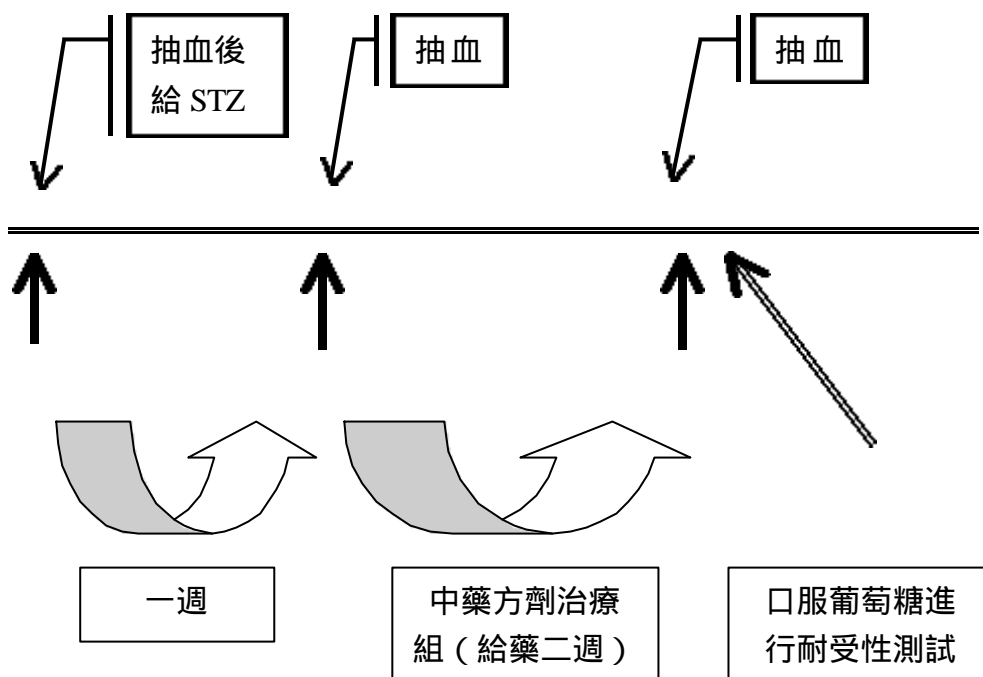 抽血後
給 STZ
抽血
抽血
一週
中藥方劑治療
組（給藥二週）
口服葡萄糖進
行耐受性測試